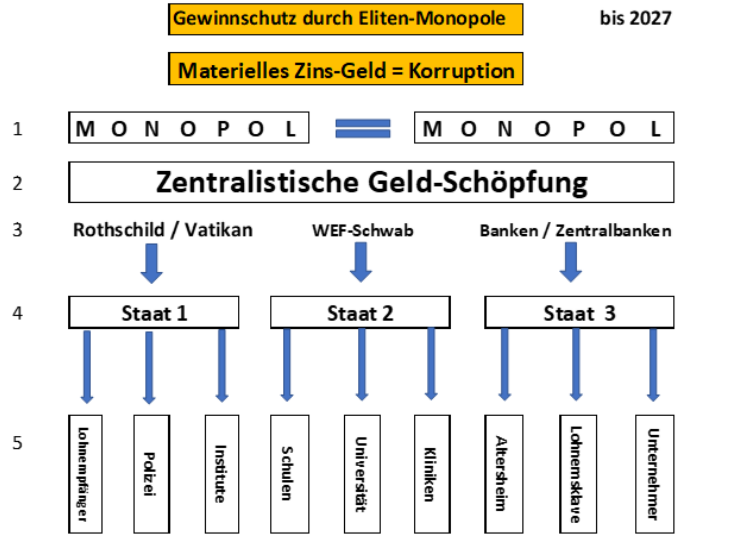 Gewinnschutz durch Eliten-Monopole bis 2027
Materielles Zins-Geld = Korruption
1 M O N O P O L = M O N O P O L
2 Zentralistische Geld-Schöpfung
3 Rothschild / Vatikan WEF-Schwab Banken / Zentralbanken
4 Staat 1 Staat 2 Staat 3
5 Lohnempfänger Polizei Institute Schulen Universität Kliniken Altersheim Lohnemsklave Unternehmer